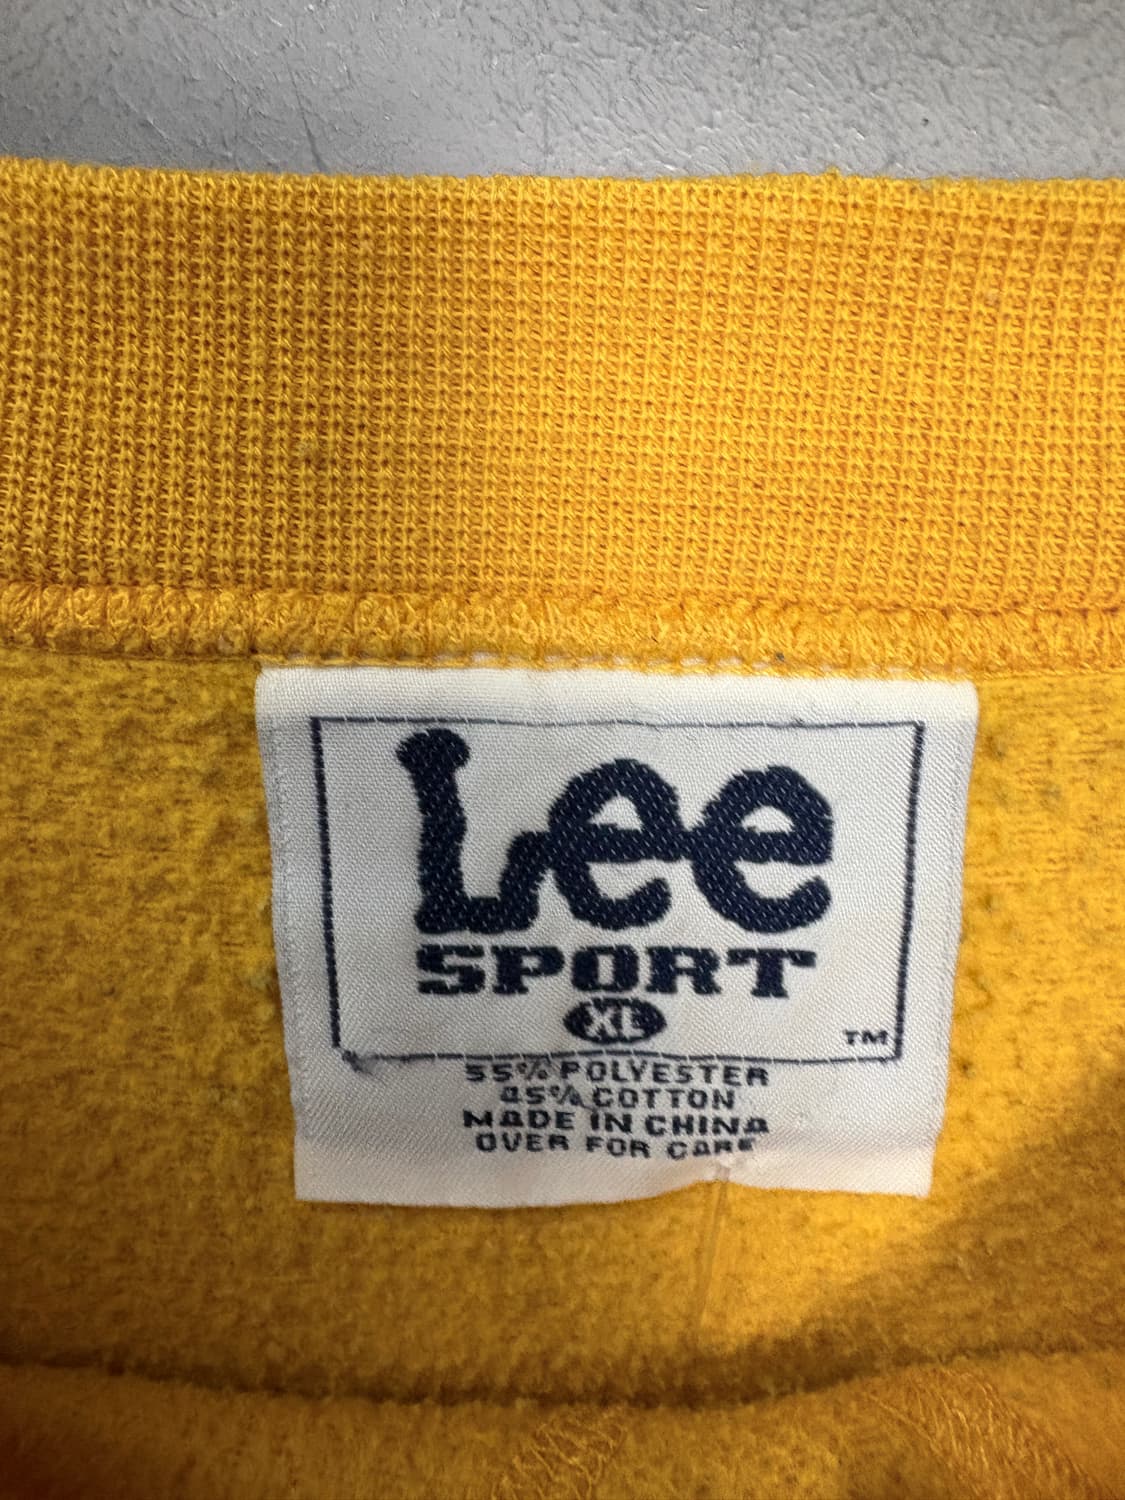 Lee
SPORT
XL
TM
55% POLYESTER
45% COTTON
MADE IN CHINA
OVER FOR CARE